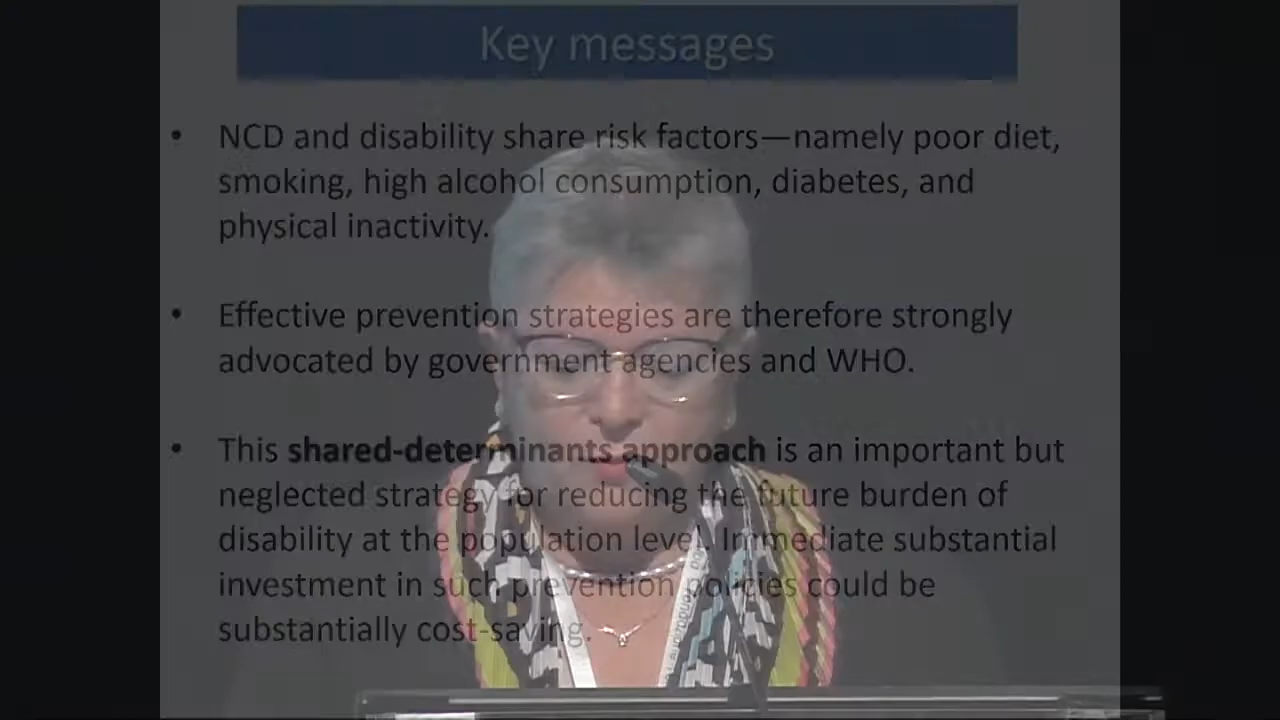 Key messages
• NCD and disability share risk factors—namely poor diet,
smoking, high alcohol consumption, diabetes, and
physical inactivity.
• Effective prevention strategies are therefore strongly
advocated by government agencies and WHO.
• This shared-determinants approach is an important but
neglected strategy for reducing the future burden of
disability at the population level. Immediate substantial
investment in such prevention policies could be
substantially cost-saving.